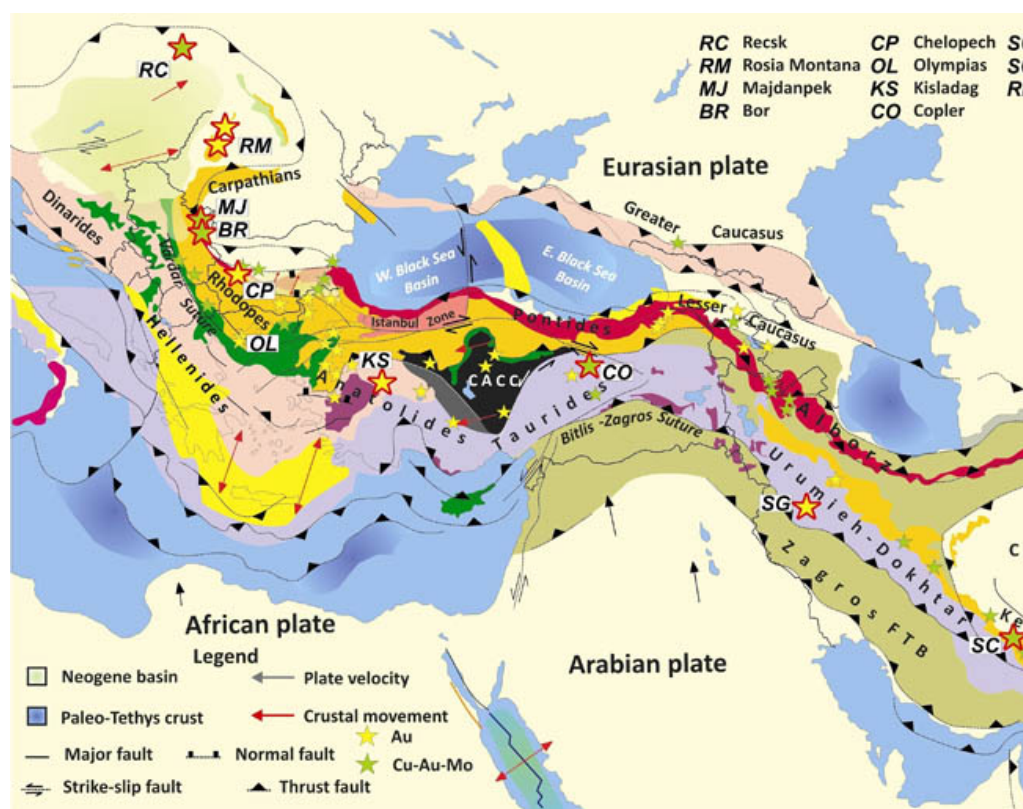 RC Recsk CP Chelopech
RM Rosia Montana OL Olympias
MJ Majdanpek KS Kisladag
BR Bor CO Copler
RC
RM
Eurasian plate
Carpathians
MJ
BR
Dinarides
Greater Caucasus
Vardar Suture
CP
Rhodopes
W. Black Sea
Basin
E. Black Sea
Basin
Istanbul Zone
Pontides
Lesser Caucasus
Hellenides
OL
KS
CACC
CO
Anatolides
Taurides
Alborz
Bitlis-Zagros Suture
Urumieh-Dokhtar
SG
Zagros FTB
C
Ke
SC
African plate
Arabian plate
Legend
Neogene basin
Plate velocity
Paleo-Tethys crust
Crustal movement
Au
Major fault
Normal fault
Cu-Au-Mo
Strike-slip fault
Thrust fault